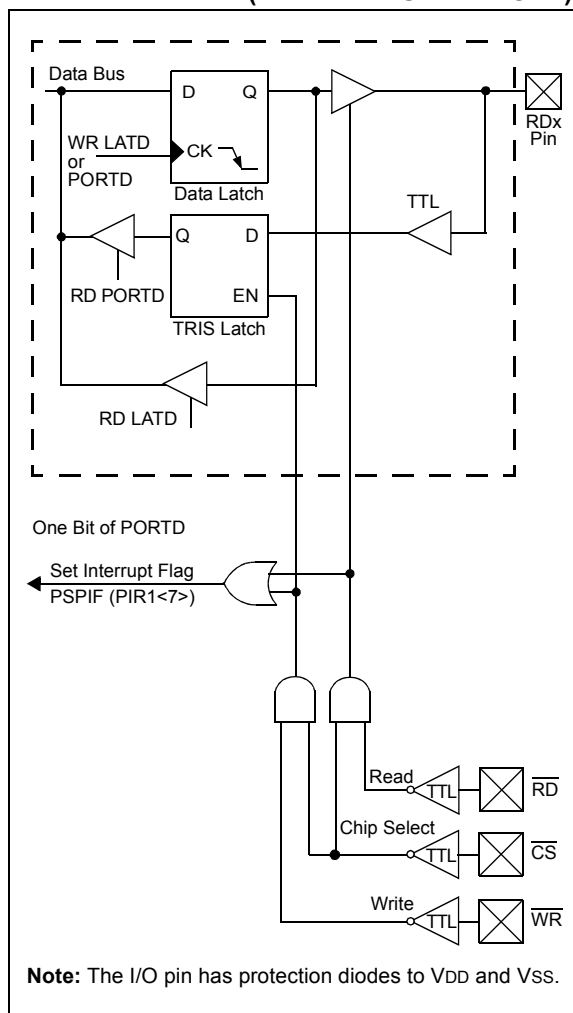 Data Bus
D Q
WR LATD
or
PORTD
CK
Data Latch
RDx
Pin
TTL
Q D
RD PORTD
EN
TRIS Latch
RD LATD
One Bit of PORTD
Set Interrupt Flag
PSPIF (PIR1<7>)
Read
TTL
RD
Chip Select
TTL
CS
Write
TTL
WR
Note: The I/O pin has protection diodes to VDD and VSS.